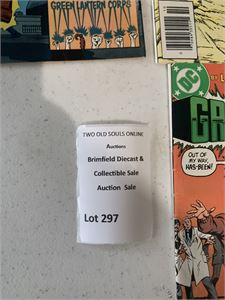 GREEN LANTERN CORPS
TWO OLD SOULS ONLINE
Auctions
Brimfield Diecast &
Collectible Sale
Auction Sale
Lot 297
DC
GR
OUT OF
MY WAY,
HAS-BEEN!